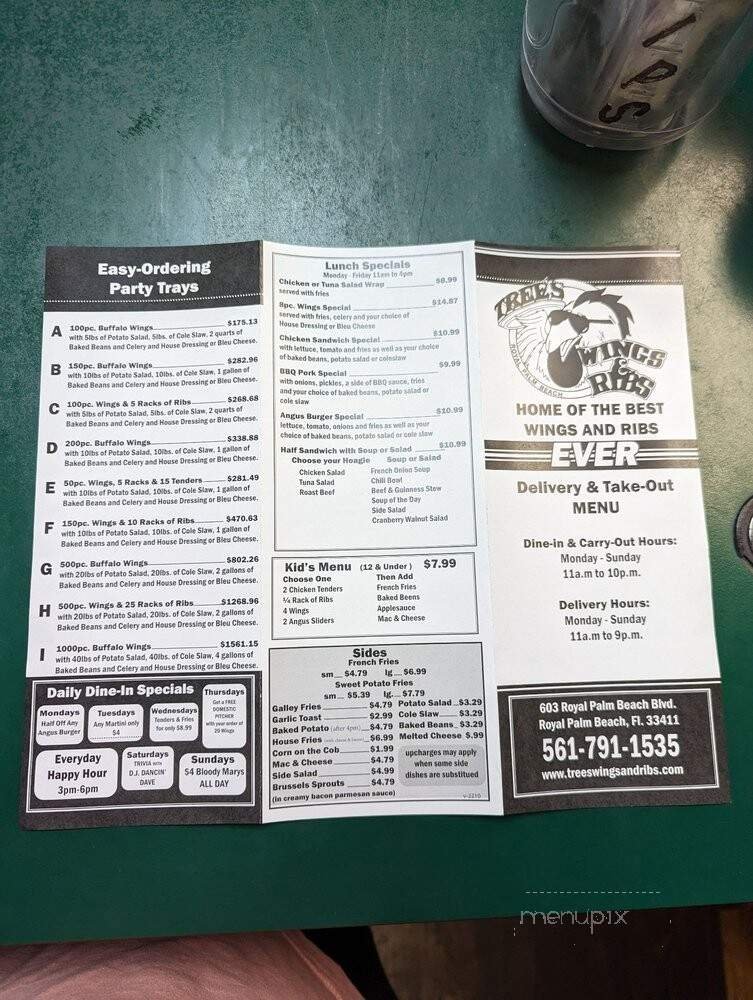 Easy-Ordering
Party Trays
A 100pc. Buffalo Wings $175.13
with 5lbs of Potato Salad, 5lbs. of Cole Slaw, 2 quarts of
Baked Beans and Celery and House Dressing or Bleu Cheese.
B 150pc. Buffalo Wings $282.96
with 10lbs of Potato Salad, 10lbs. of Cole Slaw, 1 gallon of
Baked Beans and Celery and House Dressing or Bleu Cheese.
C 100pc. Wings & 5 Racks of Ribs $268.68
with 5lbs of Potato Salad, 5lbs. of Cole Slaw, 2 quarts of
Baked Beans and Celery and House Dressing or Bleu Cheese.
D 200pc. Buffalo Wings $338.88
with 10lbs of Potato Salad, 10lbs. of Cole Slaw, 1 gallon of
Baked Beans and Celery and House Dressing or Bleu Cheese.
E 50pc. Wings, 5 Racks & 15 Tenders $281.49
with 10lbs of Potato Salad, 10lbs. of Cole Slaw, 1 gallon of
Baked Beans and Celery and House Dressing or Bleu Cheese.
F 150pc. Wings & 10 Racks of Ribs $470.63
with 10lbs of Potato Salad, 10lbs. of Cole Slaw, 1 gallon of
Baked Beans and Celery and House Dressing or Bleu Cheese.
G 500pc. Buffalo Wings $802.26
with 20lbs of Potato Salad, 20lbs. of Cole Slaw, 2 gallons of
Baked Beans and Celery and House Dressing or Bleu Cheese.
H 500pc. Wings & 25 Racks of Ribs $1268.96
with 20lbs of Potato Salad, 20lbs. of Cole Slaw, 2 gallons of
Baked Beans and Celery and House Dressing or Bleu Cheese.
I 1000pc. Buffalo Wings $1561.15
with 40lbs of Potato Salad, 40lbs. of Cole Slaw, 4 gallons of
Baked Beans and Celery and House Dressing or Bleu Cheese.
Daily Dine-In Specials
Mondays
Half Off Any
Angus Burger
Tuesdays
Any Martini only
$4
Wednesdays
Tenders & Fries
for only $8.99
Thursdays
Get a FREE
DOMESTIC
PITCHER
with your order of
20 Wings
Everyday
Happy Hour
3pm-6pm
Saturdays
TRIVIA WITH
D.J. DANCIN'
DAVE
Sundays
$4 Bloody Marys
ALL DAY
Lunch Specials
Monday - Friday 11am to 4pm
Chicken or Tuna Salad Wrap $8.99
served with fries
8pc. Wings Special $14.87
served with fries, celery and your choice of
House Dressing or Bleu Cheese
Chicken Sandwich Special $10.99
with lettuce, tomato and fries as well as your choice
of baked beans, potato salad or coleslaw
BBQ Pork Special $9.99
with onions, pickles, a side of BBQ sauce, fries
and your choice of baked beans, potato salad or
cole slaw
Angus Burger Special $10.99
lettuce, tomato, onions and fries as well as your
choice of baked beans, potato salad or cole slaw
Half Sandwich with Soup or Salad $10.99
Choose your Hoagie Soup or Salad
Chicken Salad French Onion Soup
Tuna Salad Chili Bowl
Roast Beef Beef & Guinness Stew
Soup of the Day
Side Salad
Cranberry Walnut Salad
Kid's Menu (12 & Under) $7.99
Choose One Then Add
2 Chicken Tenders French Fries
¼ Rack of Ribs Baked Beens
4 Wings Applesauce
2 Angus Sliders Mac & Cheese
Sides
French Fries
sm $4.79 lg $6.99
Sweet Potato Fries
sm $5.39 lg. $7.79
Galley Fries $4.79 Potato Salad $3.29
Garlic Toast $2.99 Cole Slaw $3.29
Baked Potato (after 4pm) $4.79 Baked Beans $3.29
House Fries $6.99 Melted Cheese $.99
Corn on the Cob $1.99
Mac & Cheese $4.79
Side Salad $4.99
Brussels Sprouts $4.79
(in creamy bacon parmesan sauce)
upcharges may apply
when some side
dishes are substitued
v-2210
TREE'S
WINGS
&
RIBS
ROYAL PALM BEACH
HOME OF THE BEST
WINGS AND RIBS
EVER
Delivery & Take-Out
MENU
Dine-in & Carry-Out Hours:
Monday - Sunday
11a.m to 10p.m.
Delivery Hours:
Monday - Sunday
11a.m to 9p.m.
603 Royal Palm Beach Blvd.
Royal Palm Beach, Fl. 33411
561-791-1535
www.treeswingsandribs.com
menupix